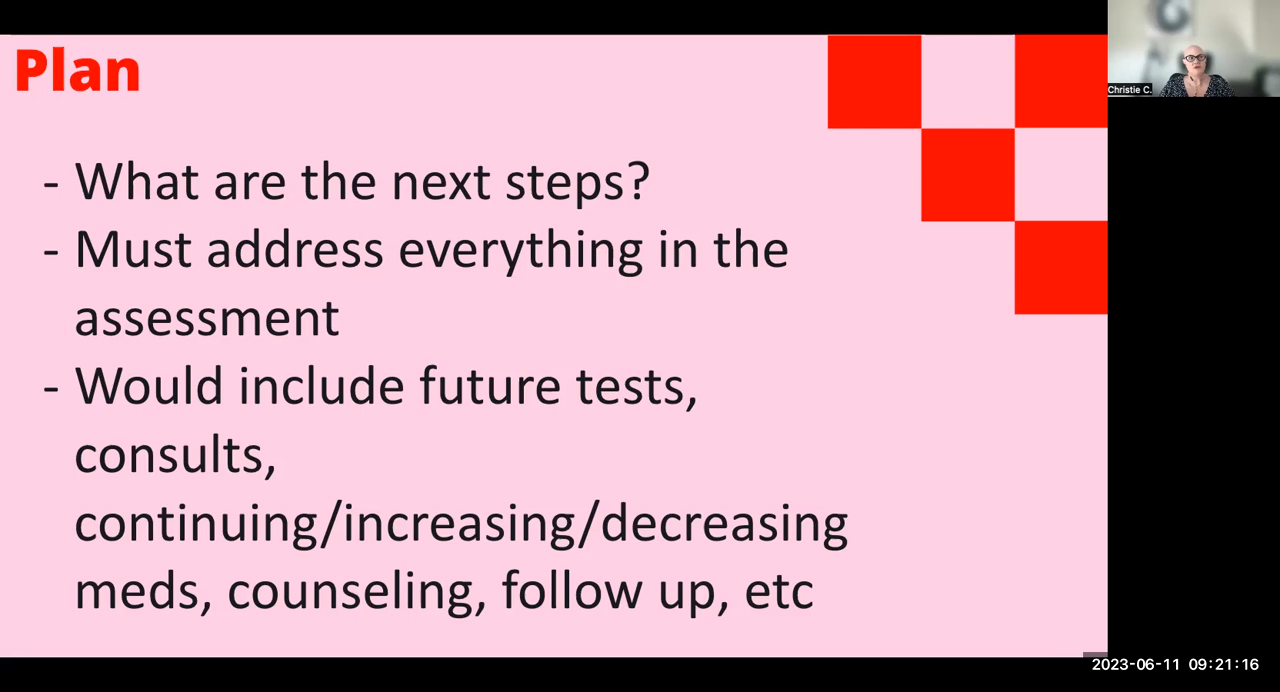 Plan
Christie C.
- What are the next steps?
- Must address everything in the
assessment
- Would include future tests,
consults,
continuing/increasing/decreasing
meds, counseling, follow up, etc
2023-06-11 09:21:16